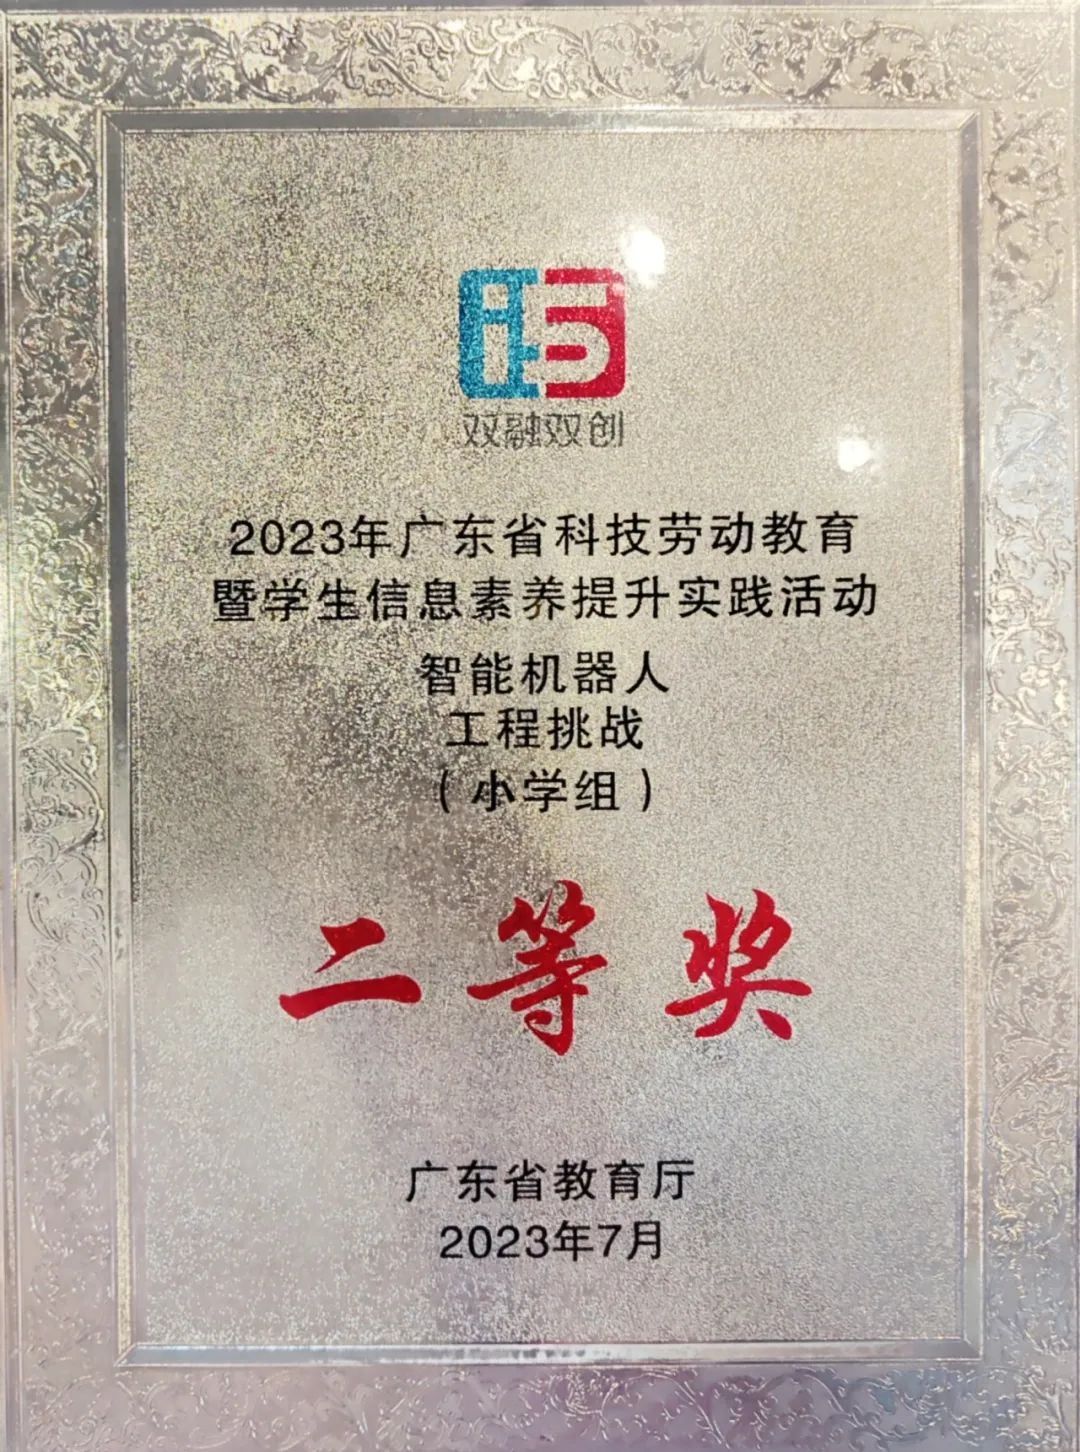 双融双创
2023年广东省科技劳动教育
暨学生信息素养提升实践活动
智能机器人
工程挑战
（小学组）
二等奖
广东省教育厅
2023年7月